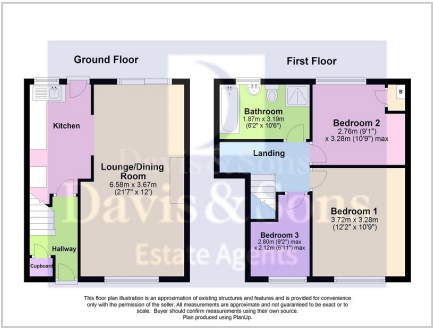 Ground Floor
First Floor
Kitchen
Lounge/Dining
Room
6.58m x 3.67m
(21'7" x 12')
Hallway
Cupboard
Bathroom
1.87m x 3.19m
(6'2" x 10'6")
Landing
Bedroom 2
2.76m (9'1")
x 3.28m (10'9") max
B
Bedroom 1
3.72m x 3.28m
(12'2" x 10'9")
Bedroom 3
2.80m (9'2") max
x 2.12m (6'11") max
Davis & Sons
Davis & Sons
Estate Agents
This floor plan illustration is an approximation of existing structures and features and is provided for convenience
only with the permission of the seller. All measurements are approximate and not guaranteed to be exact or to
scale. Buyer should confirm measurements using their own source.
Plan produced using PlanUp.